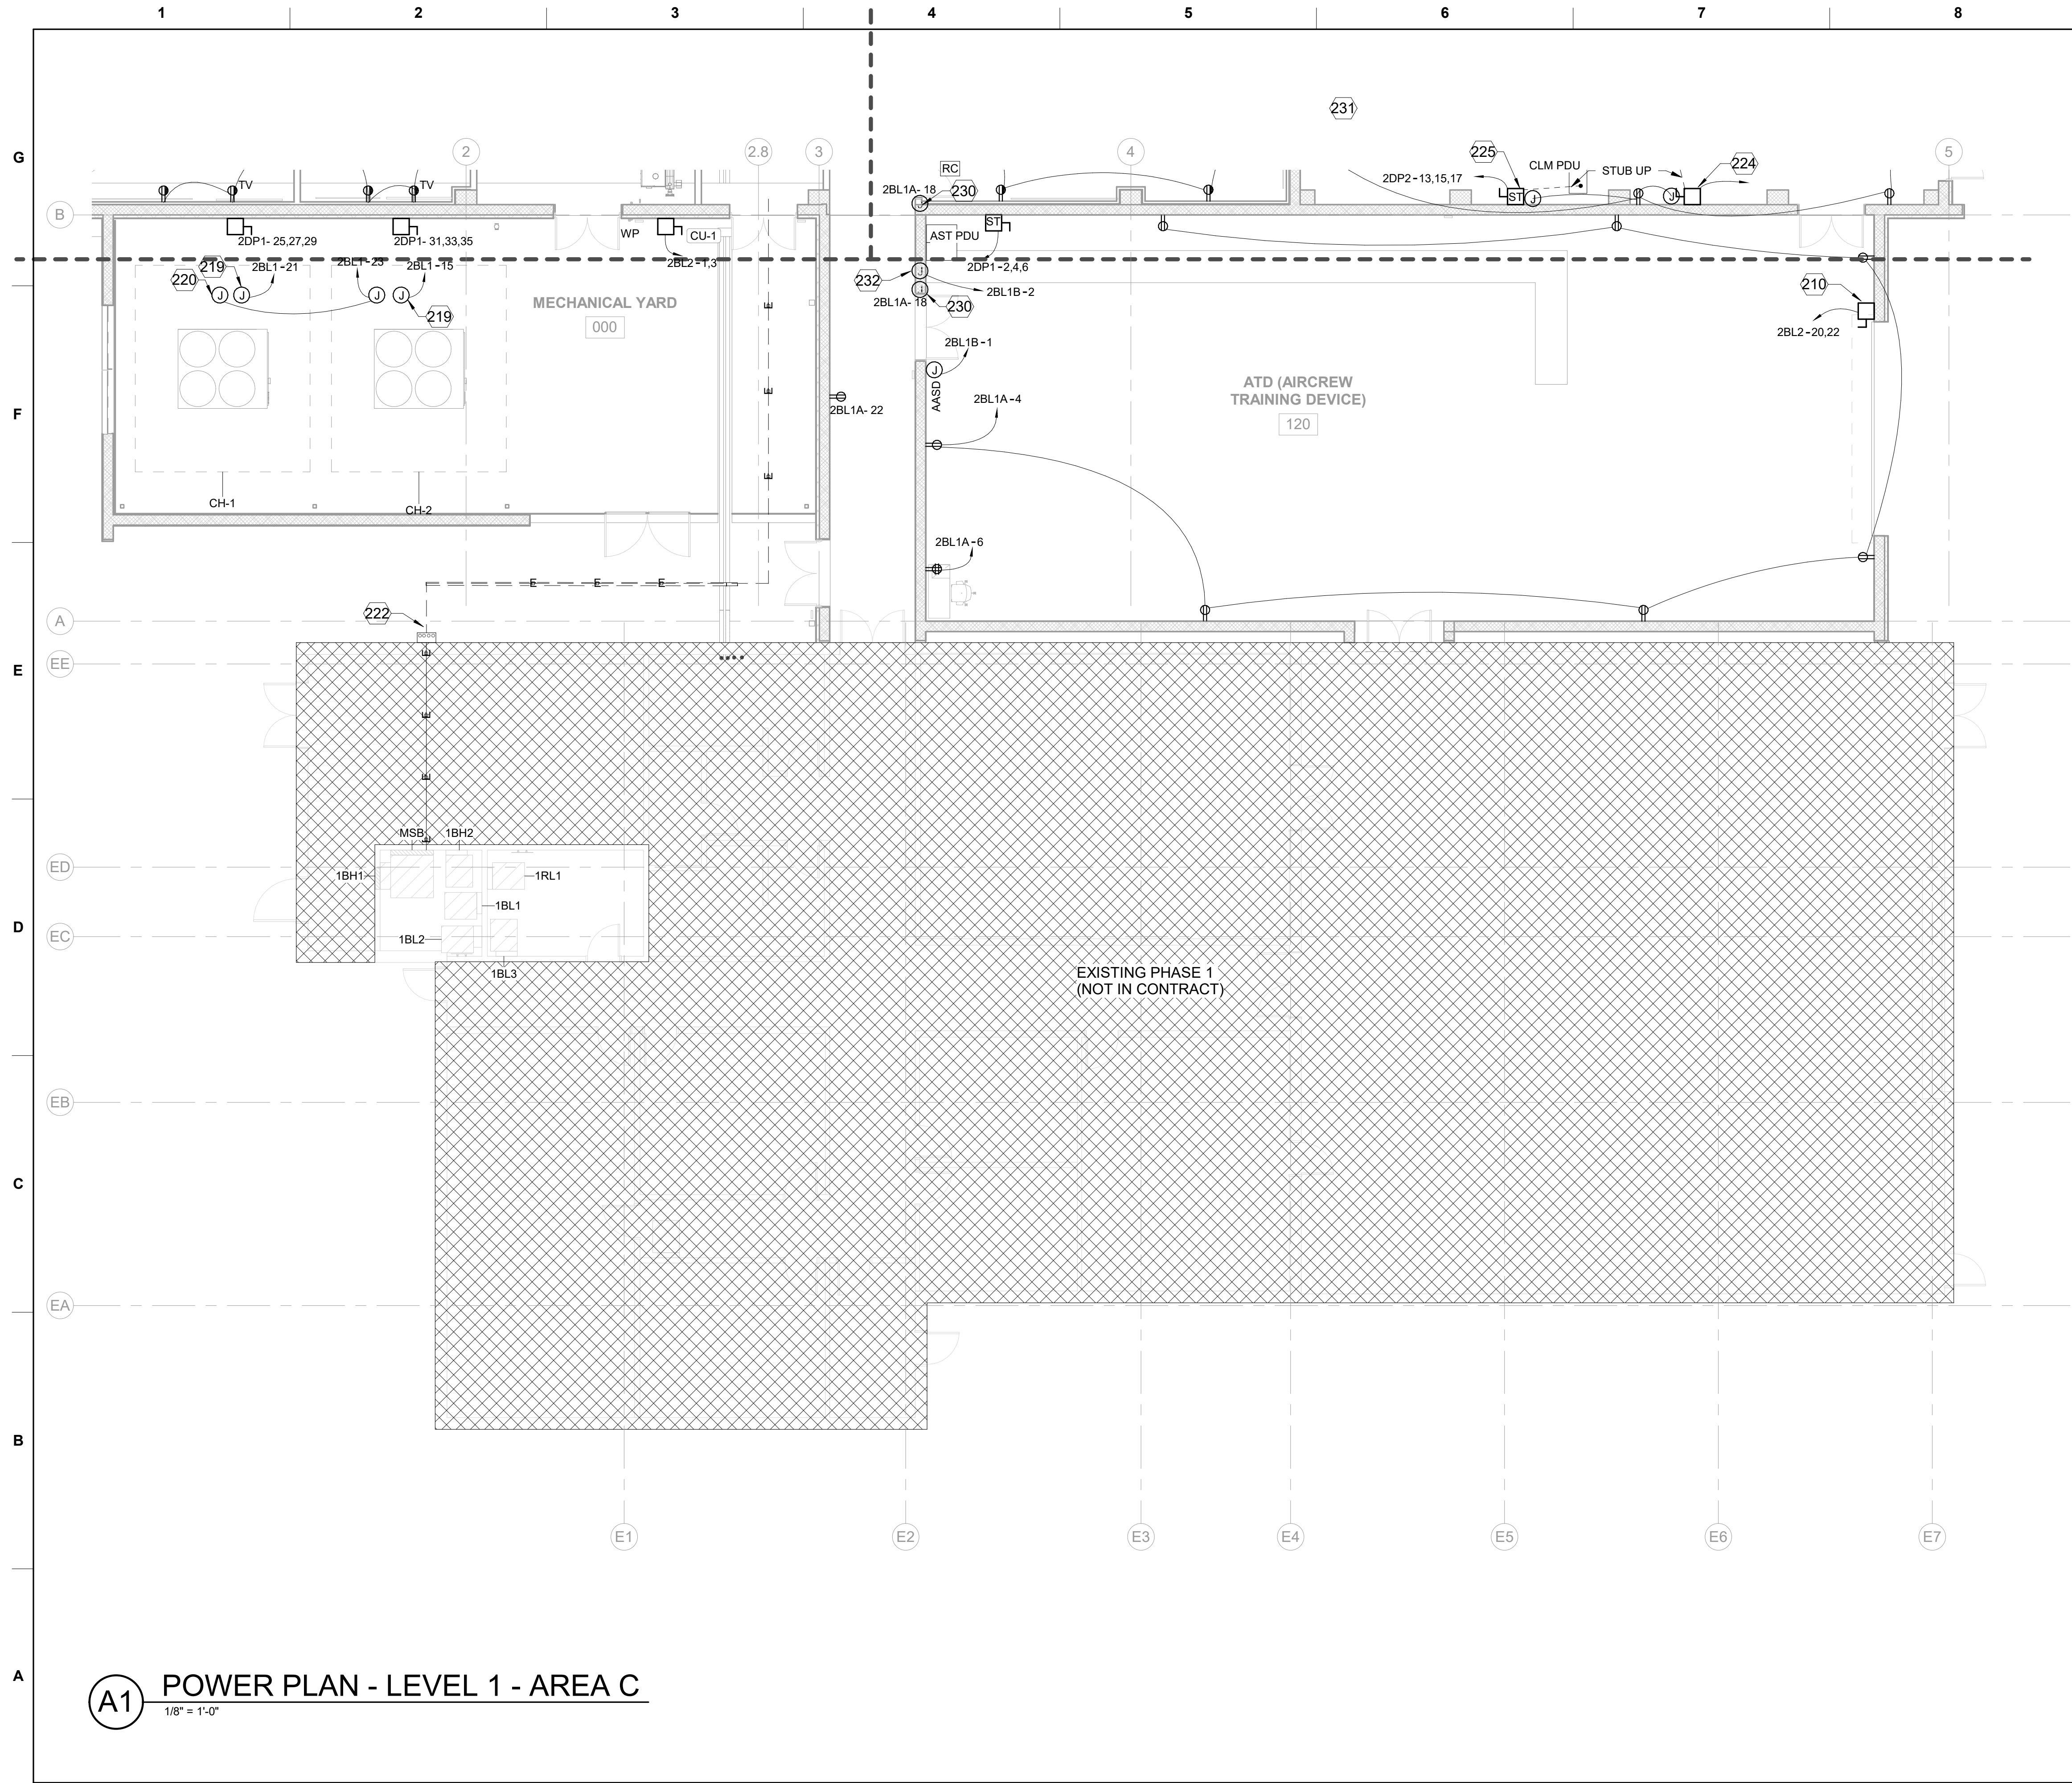 1 2 3 4 5 6 7 8
G
F
E
D
C
B
A
231
2 2.8 3 4 5
RC
225
CLM PDU
STUB UP
224
TV
TV
2BL1A- 18
230
2DP2-13,15,17
ST
J
J
J
B
2DP1- 25,27,29
2DP1- 31,33,35
WP
CU-1
2BL2-1,3
ST
AST PDU
2DP1-2,4,6
219
2BL1-21
2BL1-23
2BL1-15
220
J
J
J
J
219
232
J
2BL1B-2
2BL1A- 18
230
210
2BL2-20,22
MECHANICAL YARD
000
E
E
E
2BL1B-1
J
AASD
2BL1A-4
2BL1A- 22
ATD (AIRCREW
TRAINING DEVICE)
120
CH-1
CH-2
2BL1A-6
E E E
222
A
EE
E
E
E
MSB
1BH2
ED
1BH1
1RL1
1BL1
EC
1BL2
1BL3
EXISTING PHASE 1
(NOT IN CONTRACT)
EB
EA
E1 E2 E3 E4 E5 E6 E7
A1
POWER PLAN - LEVEL 1 - AREA C
1/8" = 1'-0"